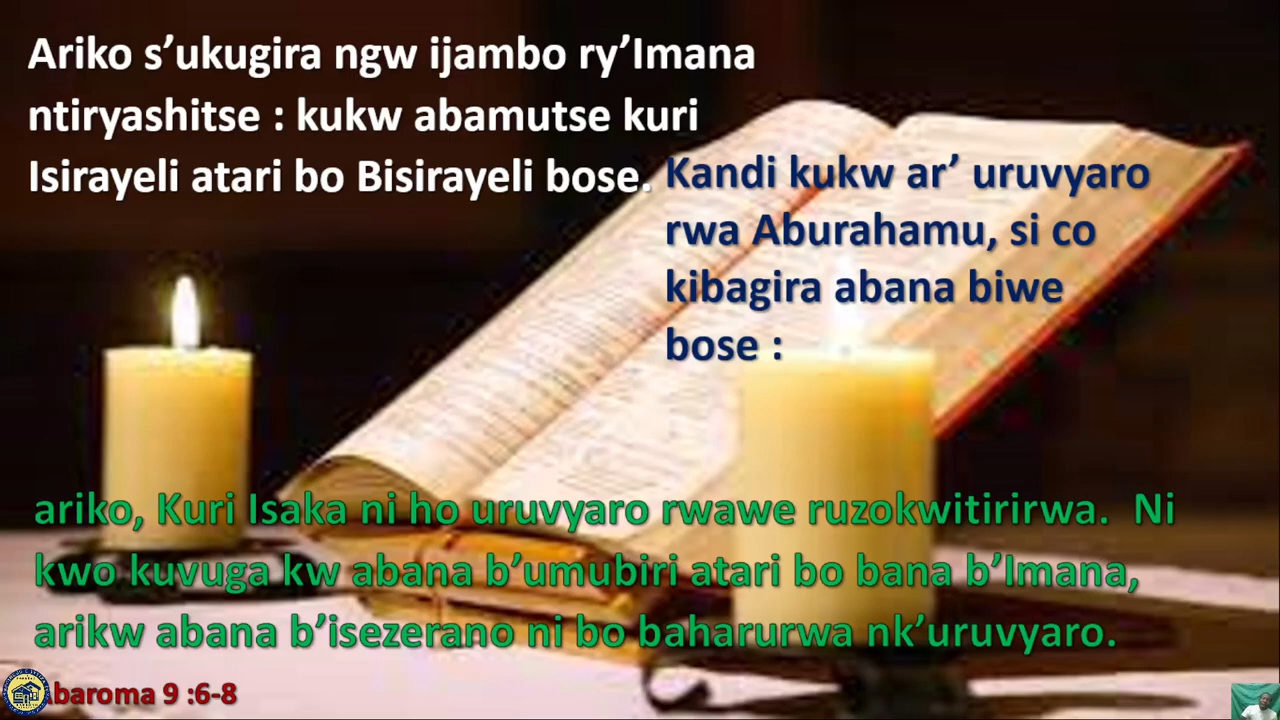 Ariko s’ukugira ngw ijambo ry’Imana
ntiryashitse : kukw abamutse kuri
Isirayeli atari bo Bisirayeli bose.
Kandi kukw ar’ uruvyaro
rwa Aburahamu, si co
kibagira abana biwe
bose :
ariko, Kuri Isaka ni ho uruvyaro rwawe ruzokwitirirwa. Ni
kwo kuvuga kw abana b’umubiri atari bo bana b’Imana,
arikw abana b’isezerano ni bo baharurwa nk’uruvyaro.
baroma 9 :6-8